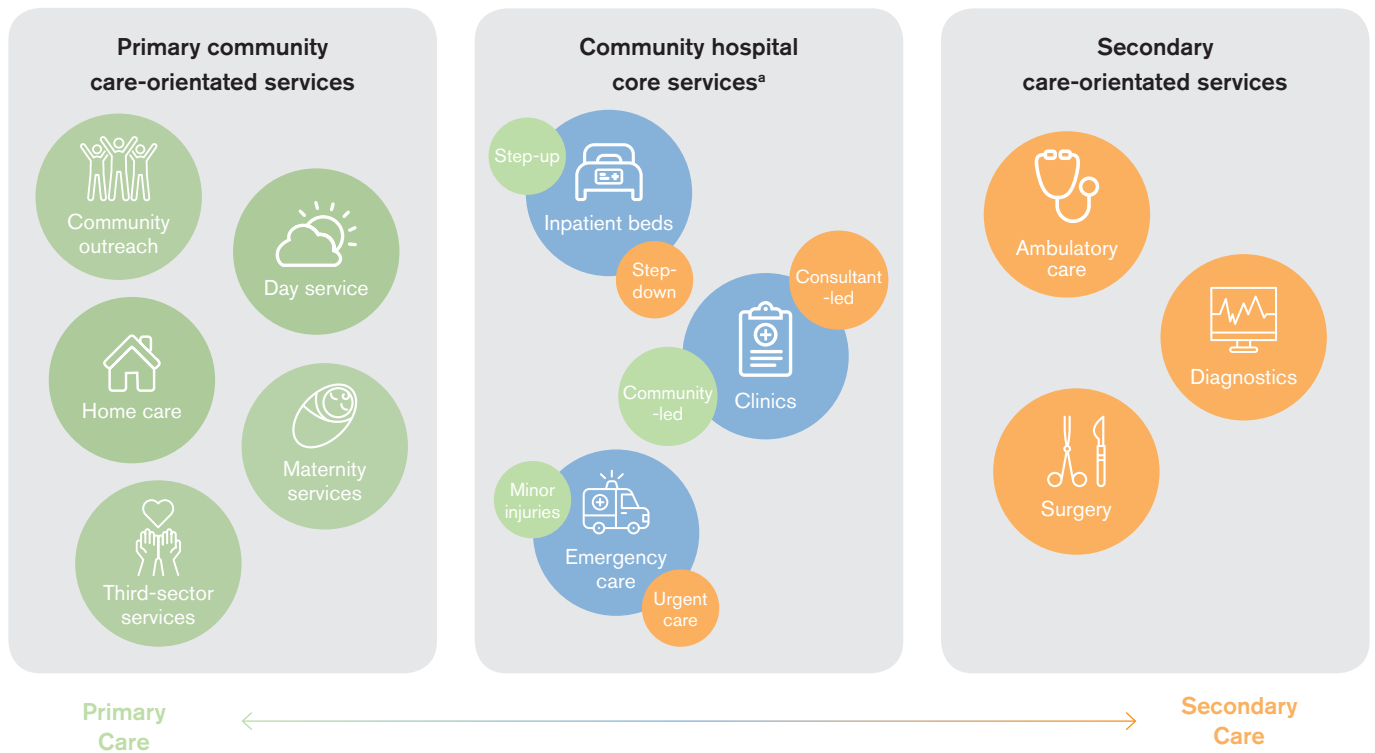 Primary community
care-orientated services
Community
outreach
Day service
Home care
Maternity
services
Third-sector
services
Community hospital
core servicesª
Step-up
Inpatient beds
Step-
down
Consultant
-led
Community
-led
Clinics
Minor
injuries
Emergency
care
Urgent
care
Secondary
care-orientated services
Ambulatory
care
Diagnostics
Surgery
Primary
Care
Secondary
Care